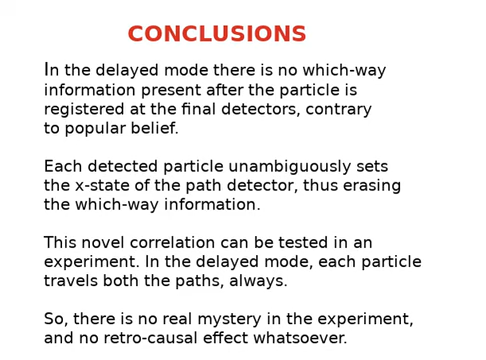 CONCLUSIONS
In the delayed mode there is no which-way
information present after the particle is
registered at the final detectors, contrary
to popular belief.
Each detected particle unambiguously sets
the x-state of the path detector, thus erasing
the which-way information.
This novel correlation can be tested in an
experiment. In the delayed mode, each particle
travels both the paths, always.
So, there is no real mystery in the experiment,
and no retro-causal effect whatsoever.